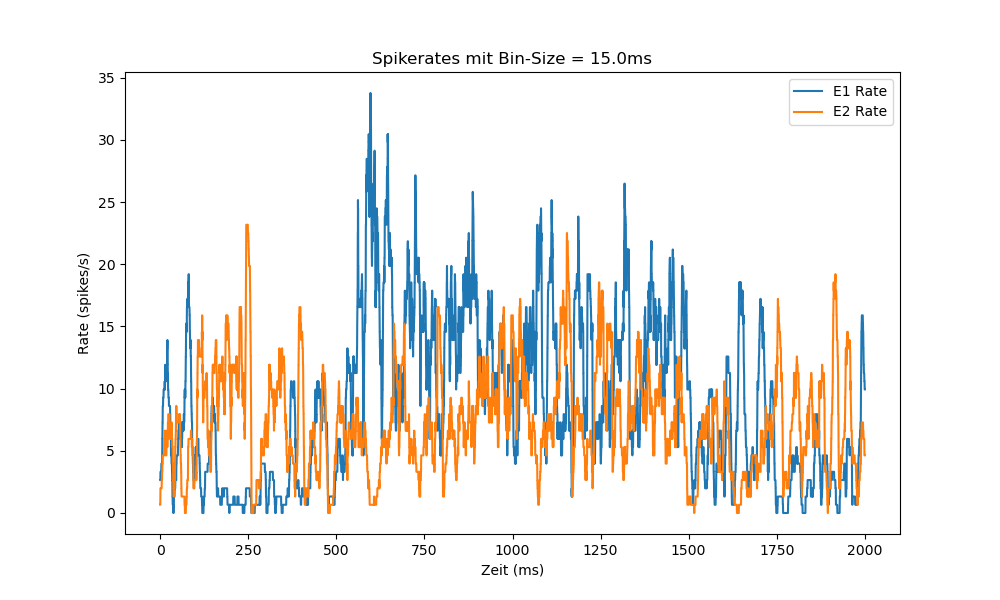 Spikerates mit Bin-Size = 15.0ms
E1 Rate
E2 Rate
35
30
25
20
15
10
5
0
Rate (spikes/s)
0 250 500 750 1000 1250 1500 1750 2000
Zeit (ms)